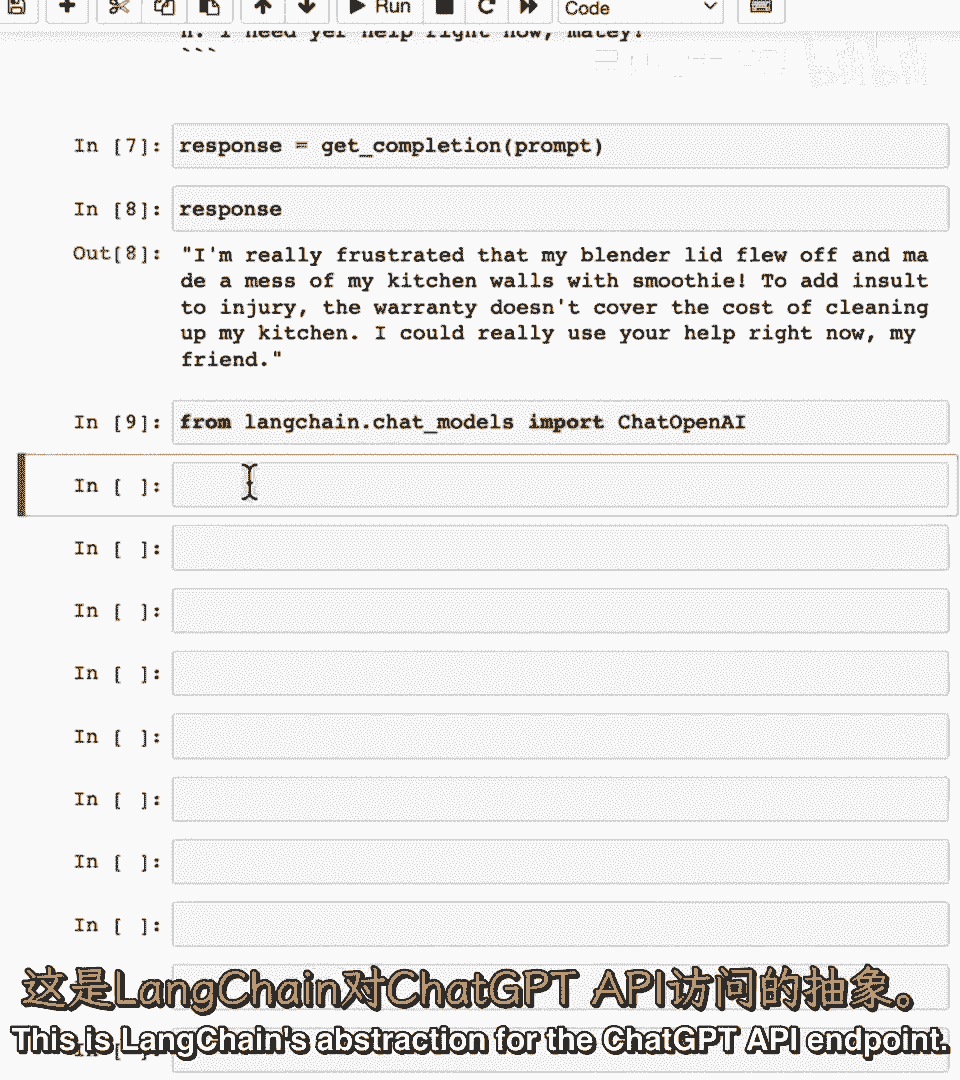 Run
Code
n. I need yer help right now, matey!
```
In [7]: response = get_completion(prompt)
In [8]: response
Out[8]: "I'm really frustrated that my blender lid flew off and ma
de a mess of my kitchen walls with smoothie! To add insult
to injury, the warranty doesn't cover the cost of cleaning
up my kitchen. I could really use your help right now, my
friend."
In [9]: from langchain.chat_models import ChatOpenAI
In [ ]:
In [ ]:
In [ ]:
In [ ]:
In [ ]:
In [ ]:
In [ ]:
In [ ]:
这是LangChain对ChatGPT API访问的抽象。
This is LangChain's abstraction for the ChatGPT API endpoint.